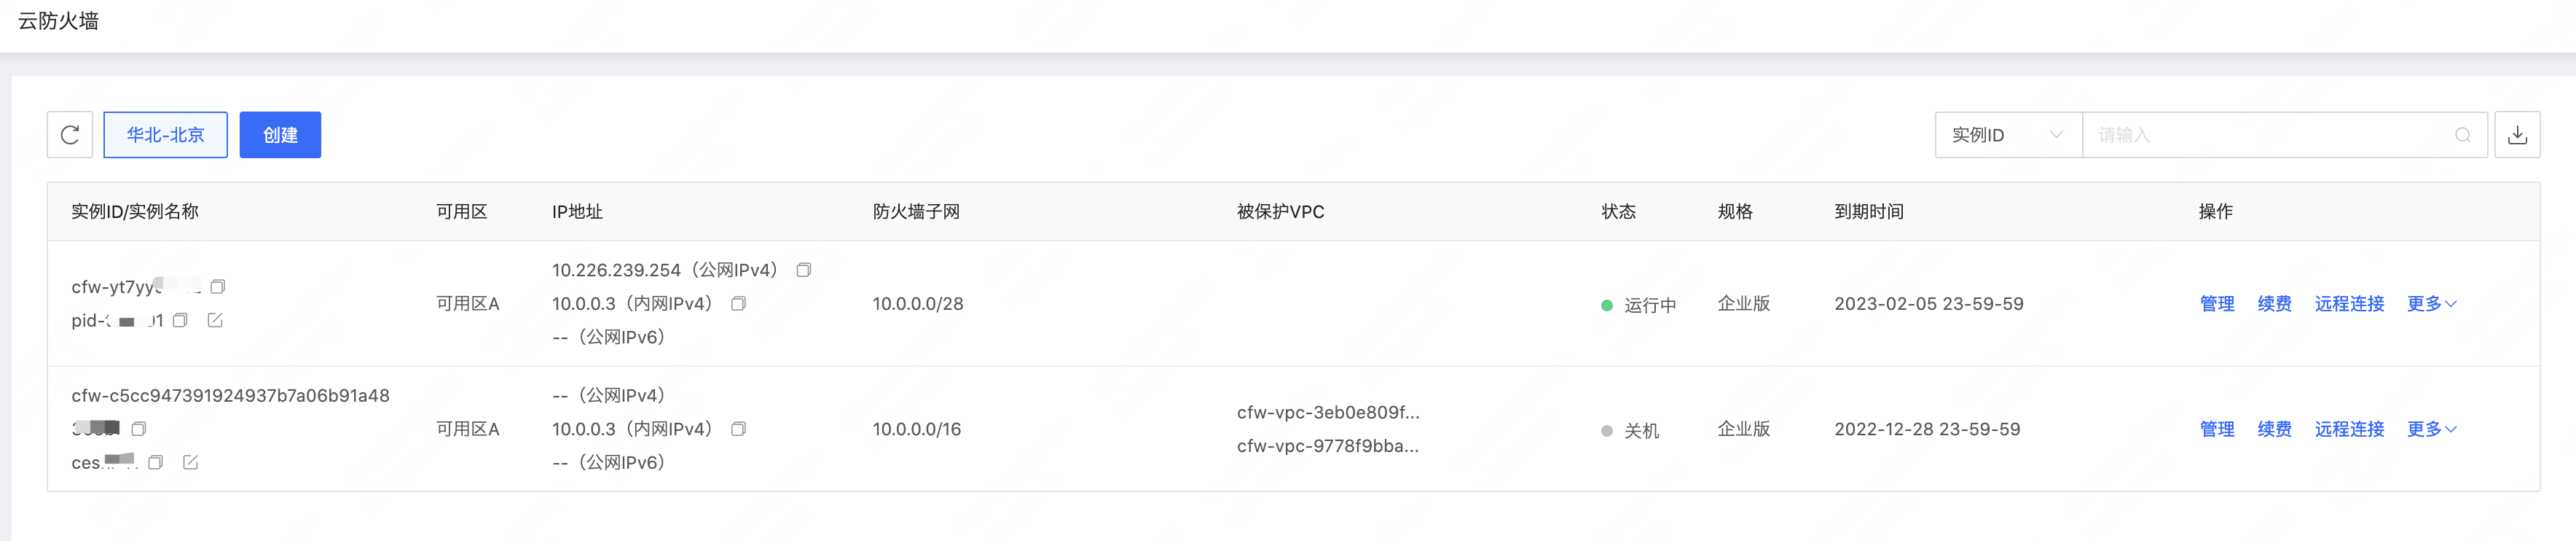 云防火墙
华北-北京 创建 实例ID 请输入
实例ID/实例名称 可用区 IP地址 防火墙子网 被保护VPC 状态 规格 到期时间 操作
10.226.239.254（公网IPv4）
cfw-yt7yy
可用区A 10.0.0.3（内网IPv4） 10.0.0.0/28 运行中 企业版 2023-02-05 23-59-59 管理 续费 远程连接 更多
pid-
--（公网IPv6）
cfw-c5cc947391924937b7a06b91a48 --（公网IPv4）
cfw-vpc-3eb0e809f...
可用区A 10.0.0.3（内网IPv4） 10.0.0.0/16 关机 企业版 2022-12-28 23-59-59 管理 续费 远程连接 更多
cfw-vpc-9778f9bba...
ces --（公网IPv6）